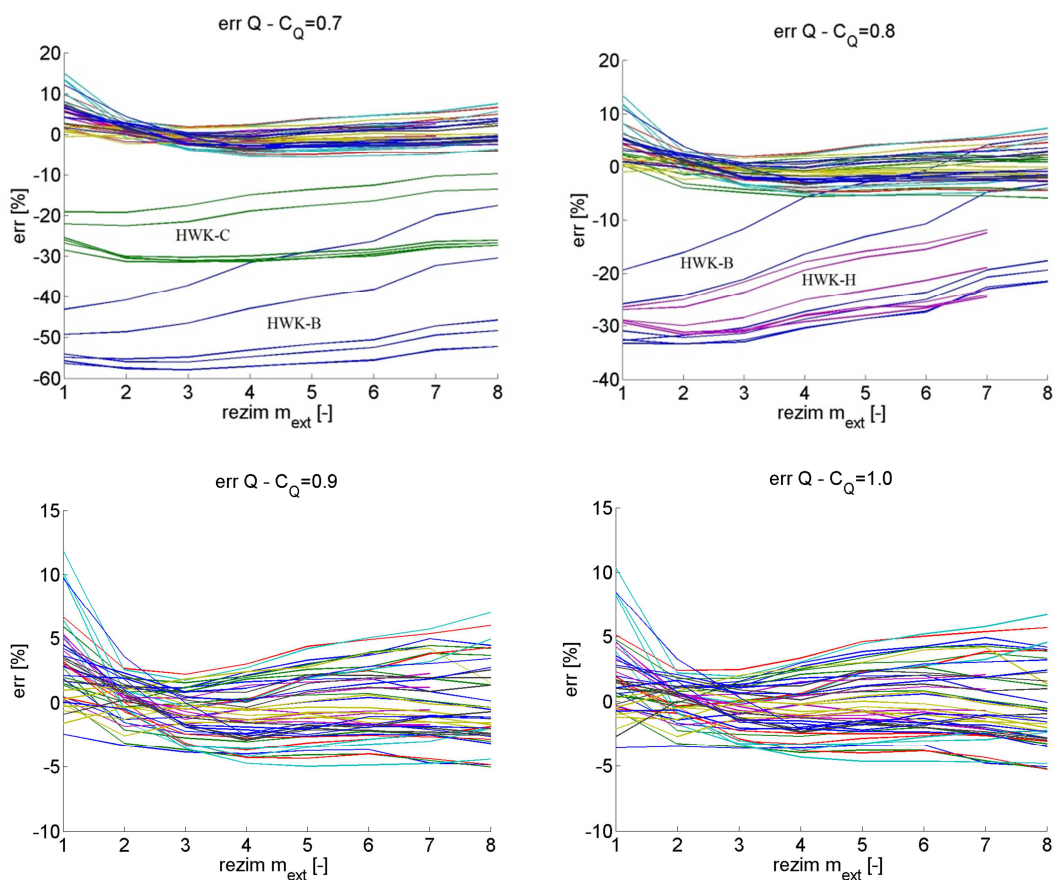 err Q - C_Q=0.7
20
10
0
-10
-20
-30
-40
-50
-60
err [%]
HWK-C
HWK-B
1 2 3 4 5 6 7 8
rezim m_ext [-]
err Q - C_Q=0.8
20
10
0
-10
-20
-30
-40
err [%]
HWK-B
HWK-H
1 2 3 4 5 6 7 8
rezim m_ext [-]
err Q - C_Q=0.9
15
10
5
0
-5
-10
err [%]
1 2 3 4 5 6 7 8
rezim m_ext [-]
err Q - C_Q=1.0
15
10
5
0
-5
-10
err [%]
1 2 3 4 5 6 7 8
rezim m_ext [-]